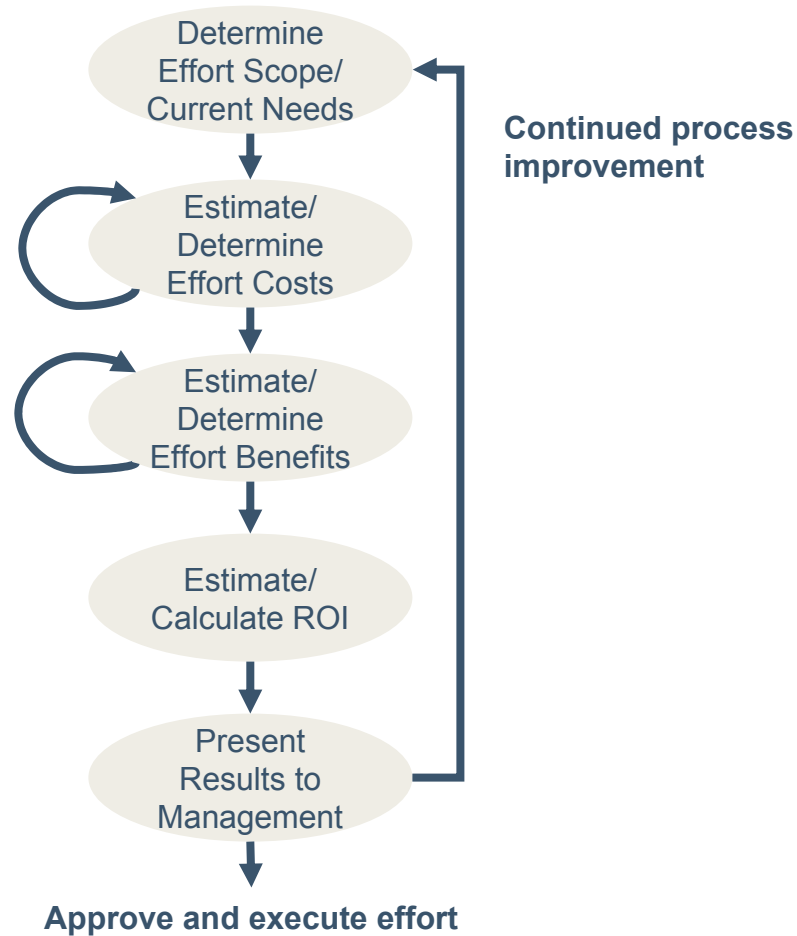 Determine
Effort Scope/
Current Needs
Continued process
improvement
Estimate/
Determine
Effort Costs
Estimate/
Determine
Effort Benefits
Estimate/
Calculate ROI
Present
Results to
Management
Approve and execute effort